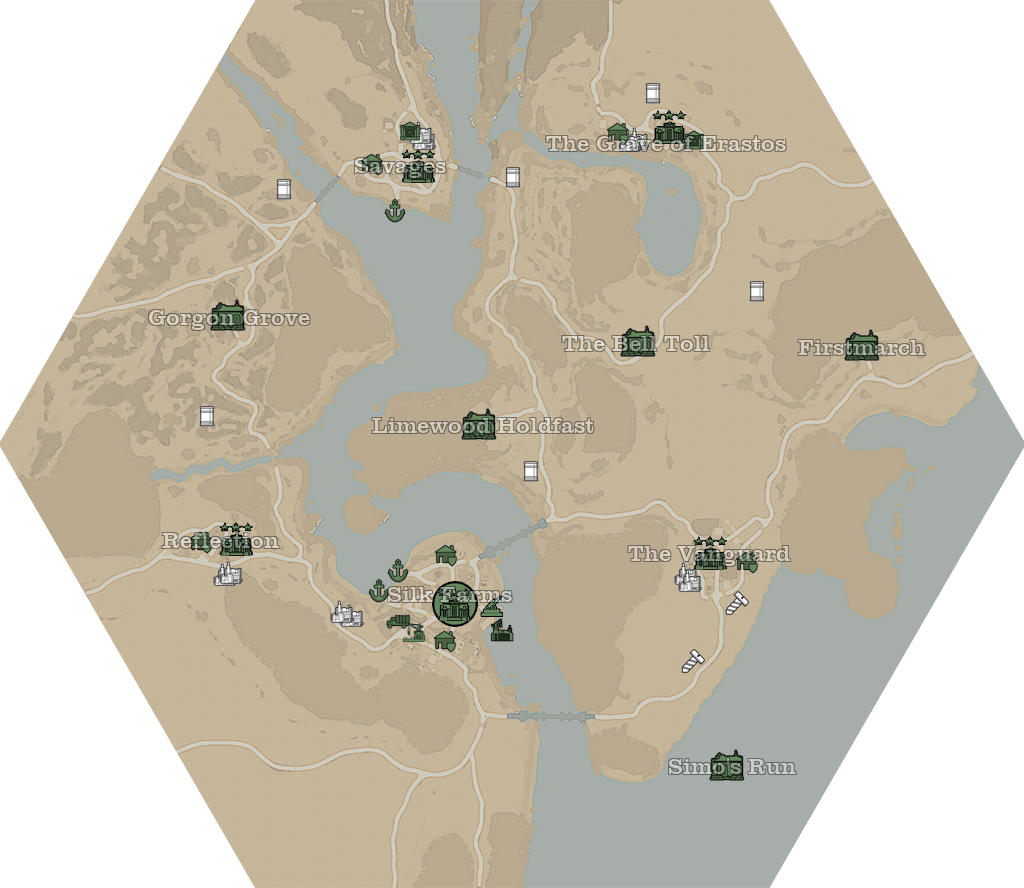 The Grave of Erastos
Savages
Gorgon Grove
The Bell Toll
Firstmarch
Limewood Holdfast
Reflection
The Vanguard
Silk Farms
Simo's Run